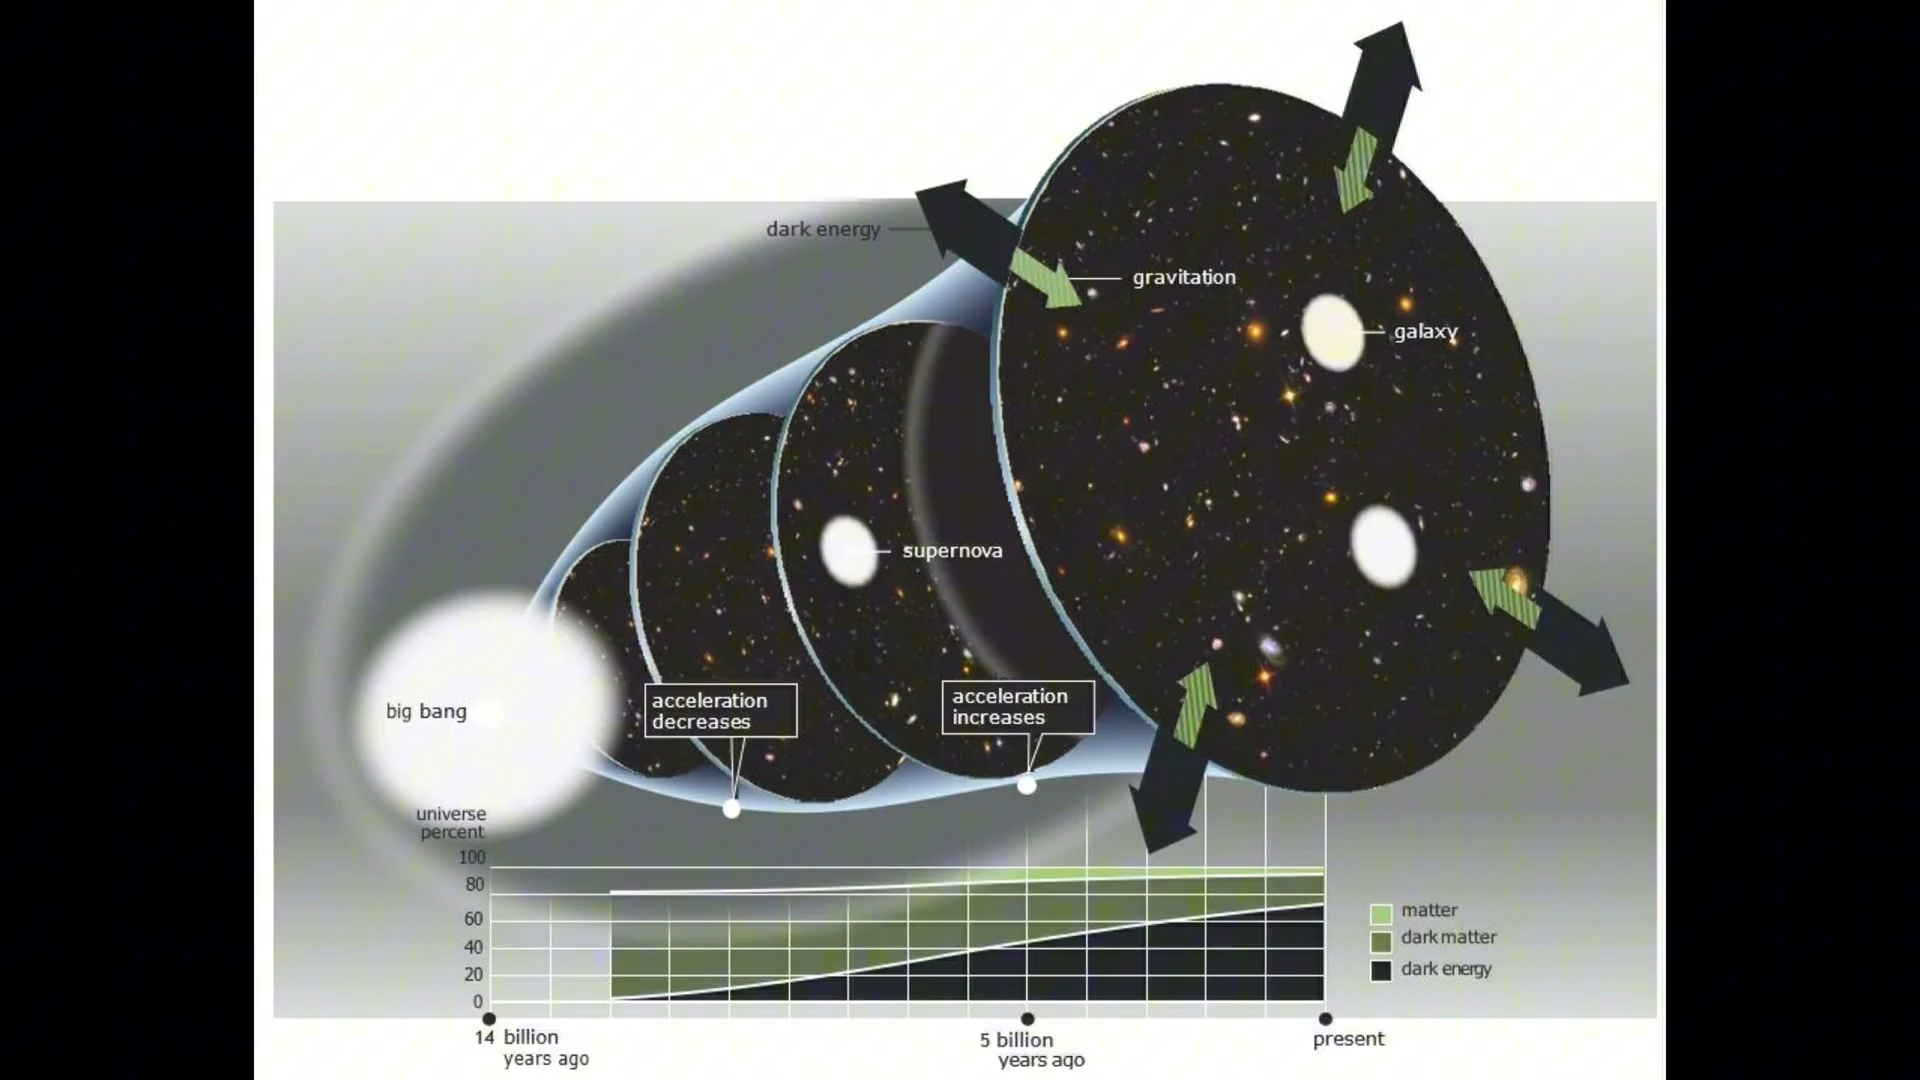 dark energy
gravitation
galaxy
supernova
big bang
acceleration
decreases
acceleration
increases
universe
percent
100
80
60
40
20
0
matter
dark matter
dark energy
14 billion
years ago
5 billion
years ago
present